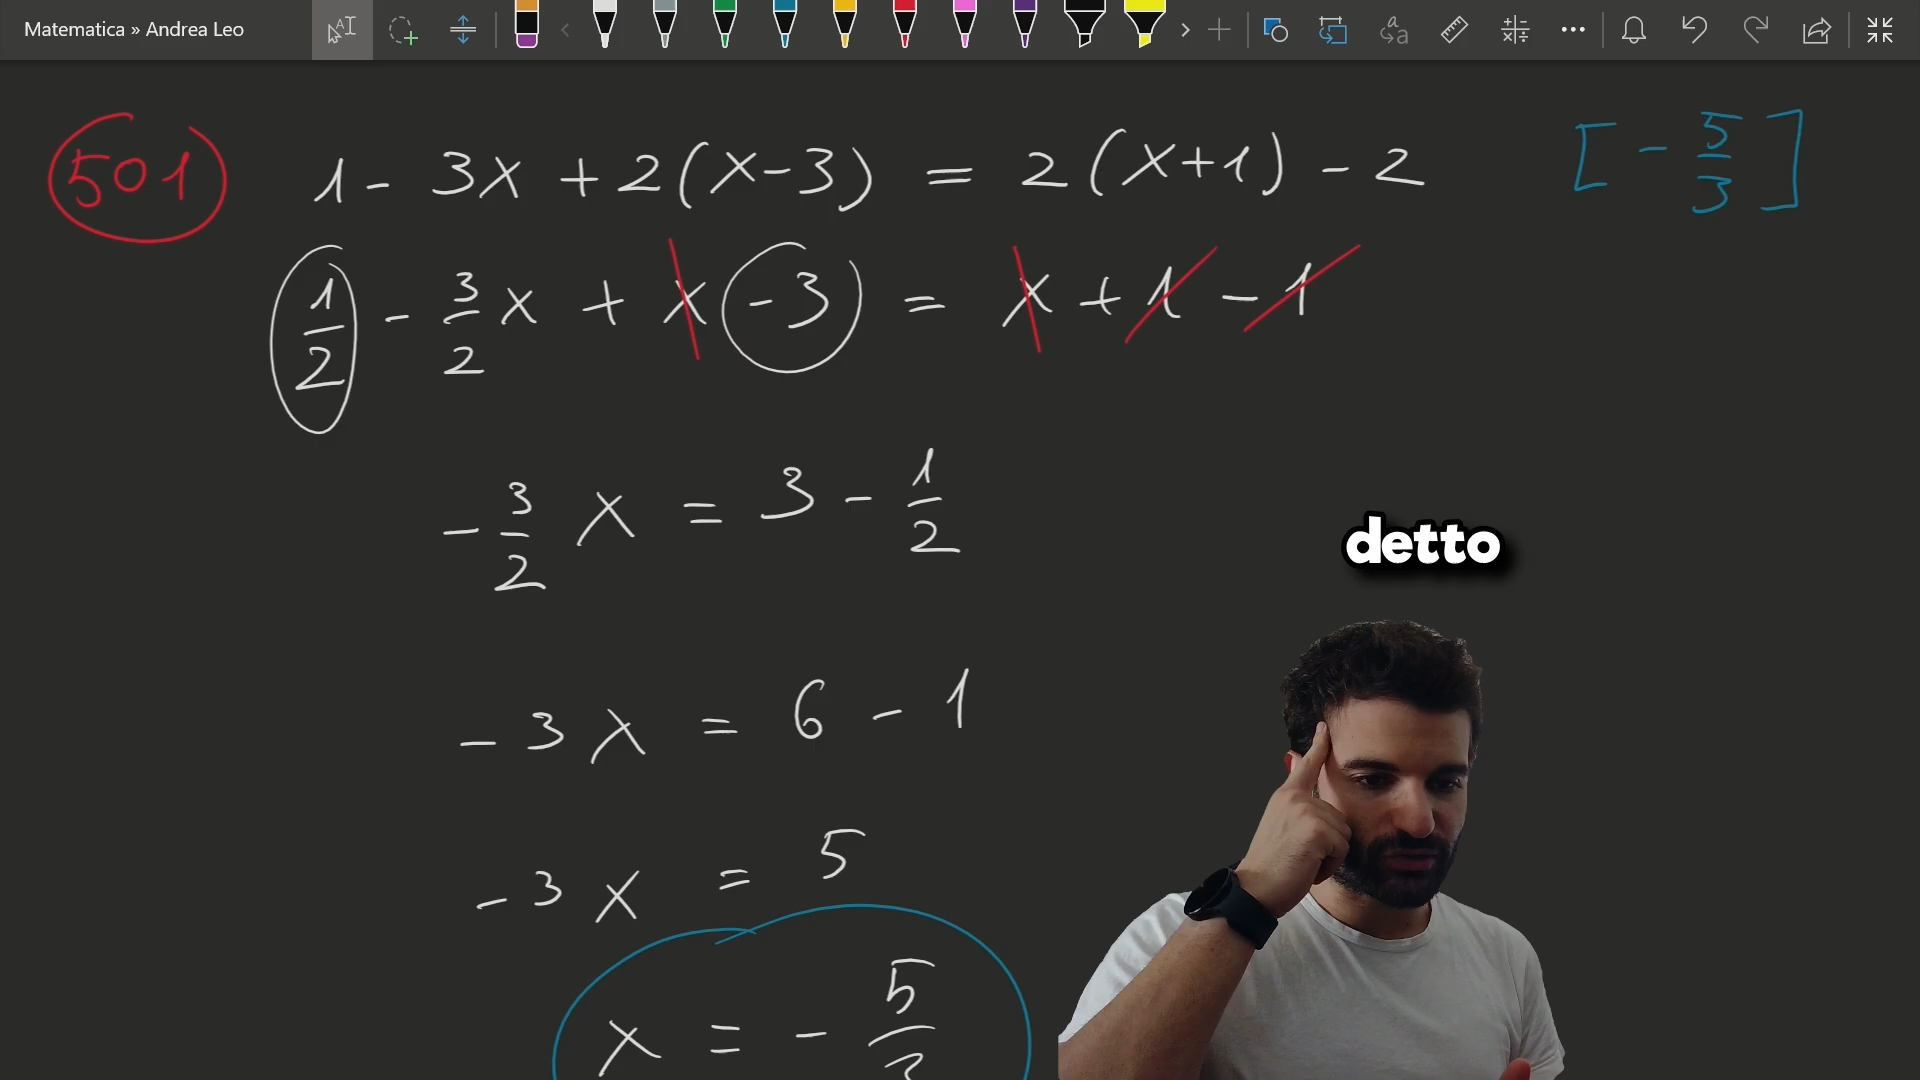 Matematica » Andrea Leo
501
1 - 3x + 2(x-3) = 2(x+1) - 2
[-5/3]
1/2 - 3/2 x + x - 3 = x + 1 - 1
-3/2 x = 3 - 1/2
detto
-3x = 6 - 1
-3x = 5
x = -5/3